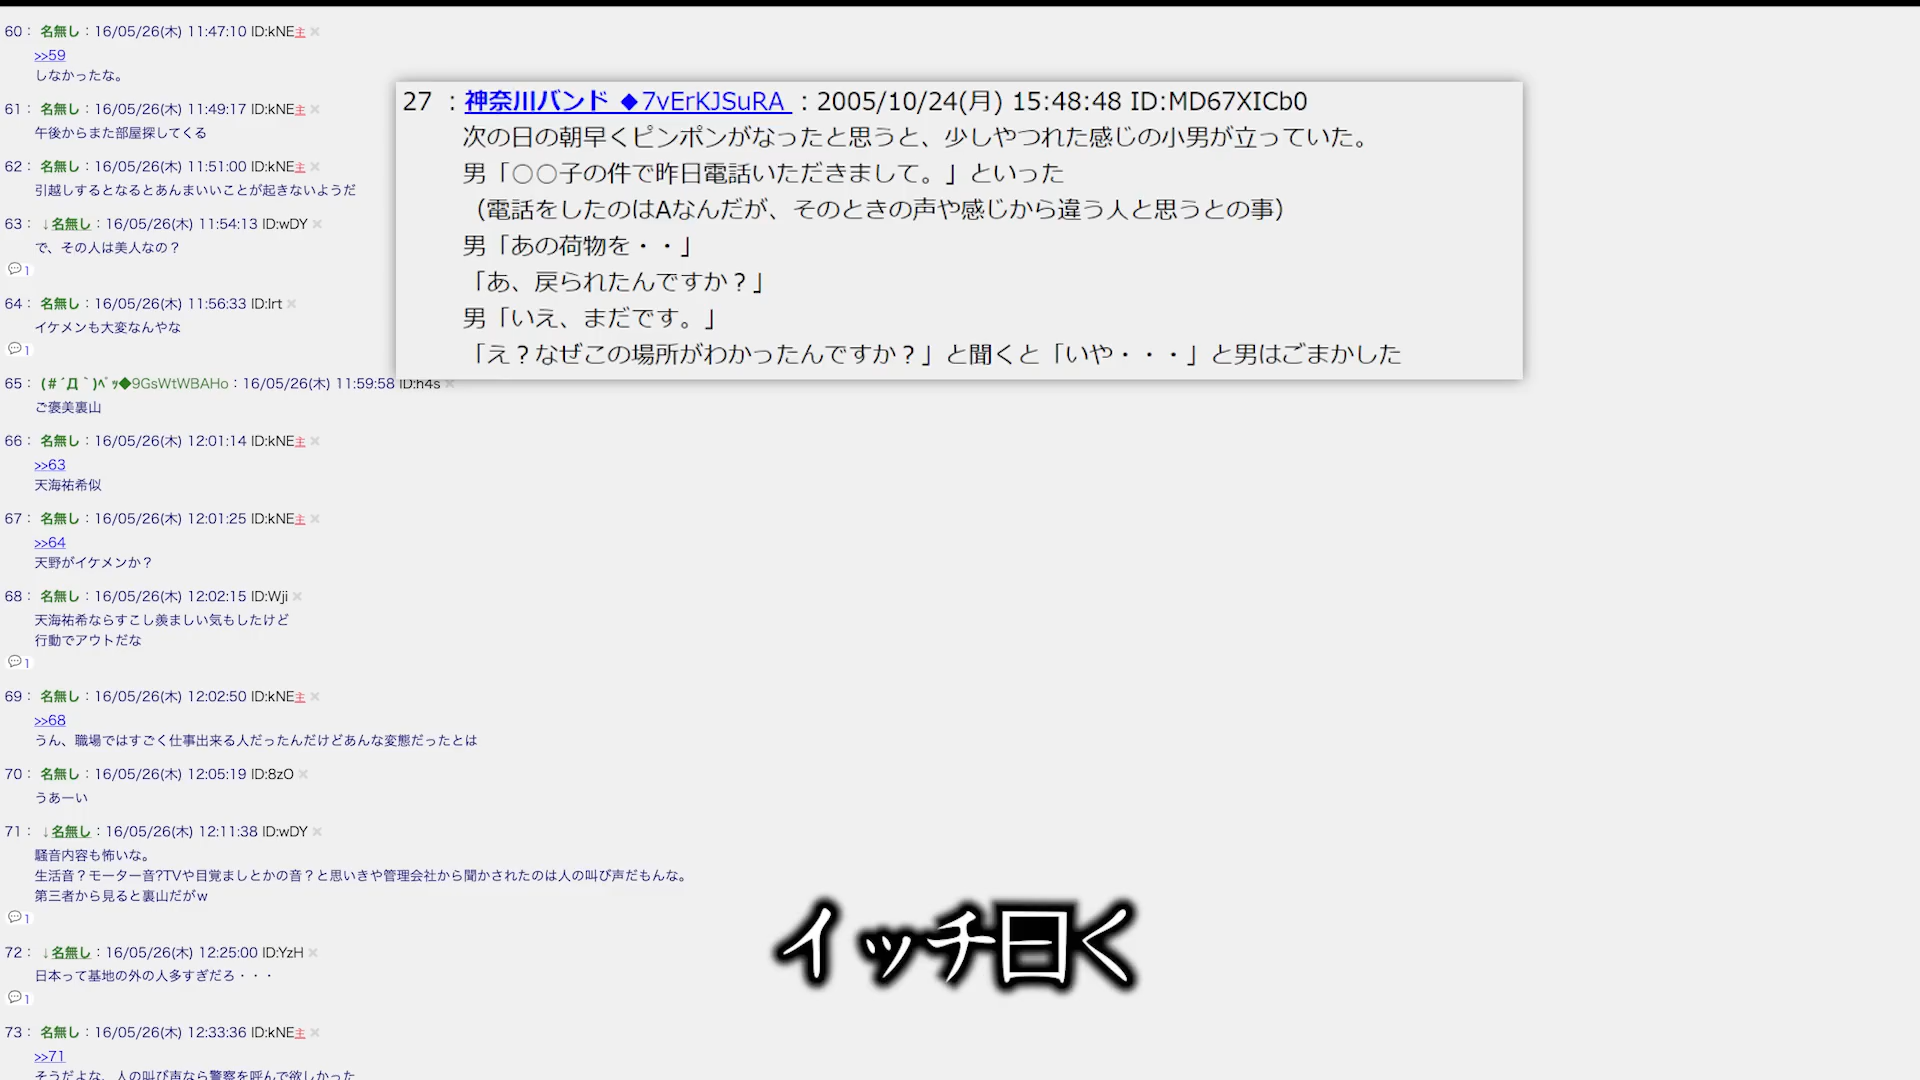 60： 名無し：16/05/26(木) 11:47:10 ID:kNE主 ×
>>59
しなかったな。
61： 名無し：16/05/26(木) 11:49:17 ID:kNE主 ×
午後からまた部屋探してくる
62： 名無し：16/05/26(木) 11:51:00 ID:kNE主 ×
引越しするとなるとあんまいいことが起きないようだ
63： ↓名無し：16/05/26(木) 11:54:13 ID:wDY ×
で、その人は美人なの？
1
64： 名無し：16/05/26(木) 11:56:33 ID:lrt ×
イケメンも大変なんやな
1
65： (＃´Д｀)ﾍﾟｯ◆9GsWtWBAHo：16/05/26(木) 11:59:58 ID:h4s ×
ご褒美裏山
66： 名無し：16/05/26(木) 12:01:14 ID:kNE主 ×
>>63
天海祐希似
67： 名無し：16/05/26(木) 12:01:25 ID:kNE主 ×
>>64
天野がイケメンか？
68： 名無し：16/05/26(木) 12:02:15 ID:Wji ×
天海祐希ならすこし羨ましい気もしたけど
行動でアウトだな
1
69： 名無し：16/05/26(木) 12:02:50 ID:kNE主 ×
>>68
うん、職場ではすごく仕事出来る人だったんだけどあんな変態だったとは
70： 名無し：16/05/26(木) 12:05:19 ID:8zO ×
うあーい
71： ↓名無し：16/05/26(木) 12:11:38 ID:wDY ×
騒音内容も怖いな。
生活音？モーター音?TVや目覚ましとかの音？と思いきや管理会社から聞かされたのは人の叫び声だもんな。
第三者から見ると裏山だがｗ
1
72： ↓名無し：16/05/26(木) 12:25:00 ID:YzH ×
日本って基地の外の人多すぎだろ・・・
1
73： 名無し：16/05/26(木) 12:33:36 ID:kNE主 ×
>>71
そうだよな、人の叫び声なら警察を呼んで欲しかった
27 ：神奈川バンド ◆7vErKJSuRA ：2005/10/24(月) 15:48:48 ID:MD67XICb0
次の日の朝早くピンポンがなったと思うと、少しやつれた感じの小男が立っていた。
男「○○子の件で昨日電話いただきまして。」といった
（電話をしたのはAなんだが、そのときの声や感じから違う人と思うとの事）
男「あの荷物を・・」
「あ、戻られたんですか？」
男「いえ、まだです。」
「え？なぜこの場所がわかったんですか？」と聞くと「いや・・・」と男はごまかした
イッチ曰く